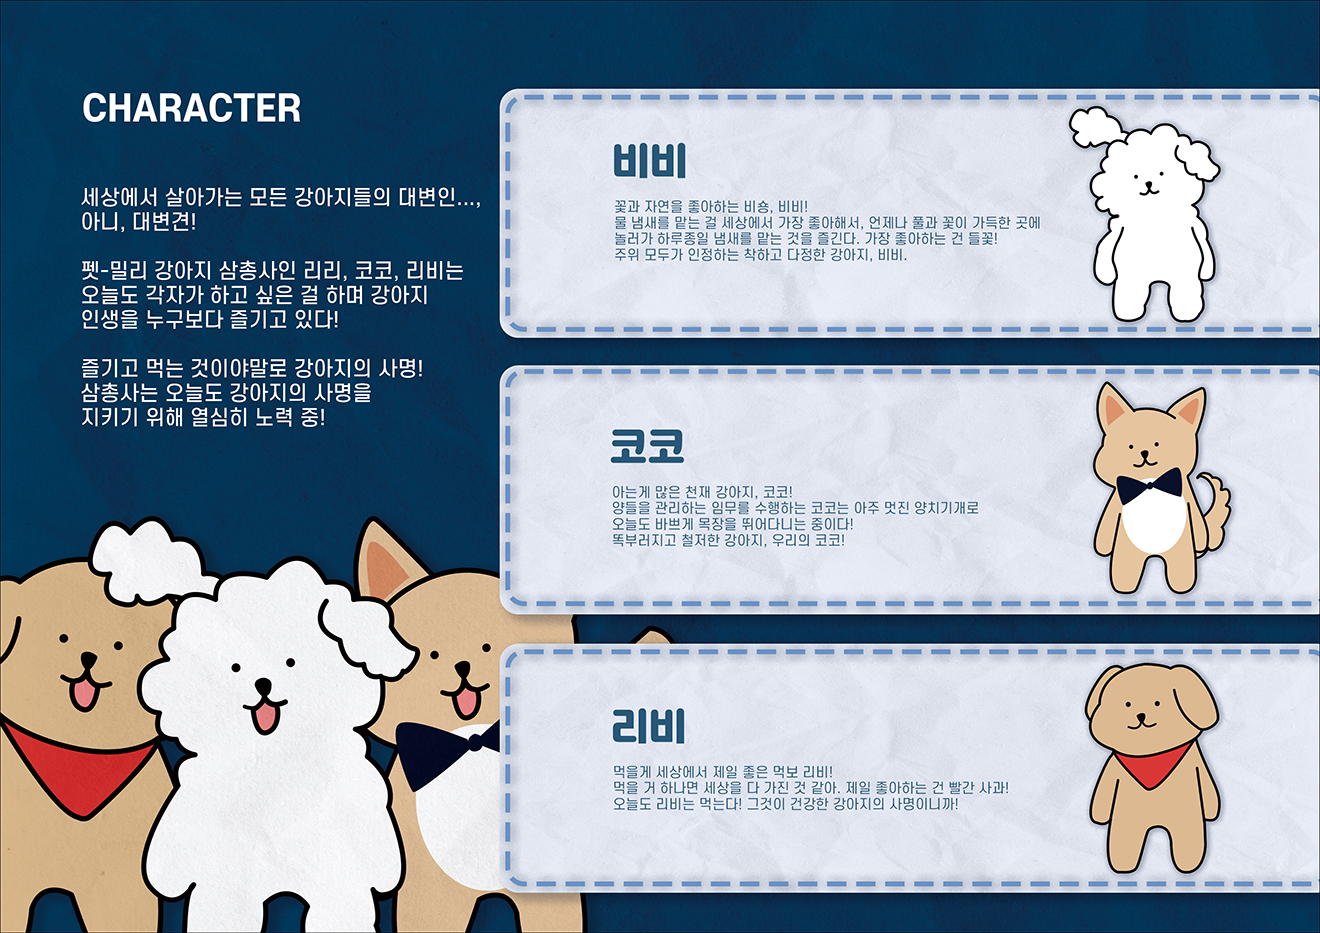 CHARACTER
세상에서 살아가는 모든 강아지들의 대변인...,
아니, 대변견!
펫-밀리 강아지 삼총사인 리리, 코코, 리비는
오늘도 각자가 하고 싶은 걸 하며 강아지
인생을 누구보다 즐기고 있다!
즐기고 먹는 것이야말로 강아지의 사명!
삼총사는 오늘도 강아지의 사명을
지키기 위해 열심히 노력 중!
비비
꽃과 자연을 좋아하는 비숑, 비비!
물 냄새를 맡는 걸 세상에서 가장 좋아해서, 언제나 풀과 꽃이 가득한 곳에
놀러가 하루종일 냄새를 맡는 것을 즐긴다. 가장 좋아하는 건 들꽃!
주위 모두가 인정하는 착하고 다정한 강아지, 비비.
코코
아는게 많은 천재 강아지, 코코!
양들을 관리하는 임무를 수행하는 코코는 아주 멋진 양치기개로
오늘도 바쁘게 목장을 뛰어다니는 중이다!
똑부러지고 철저한 강아지, 우리의 코코!
리비
먹을게 세상에서 제일 좋은 먹보 리비!
먹을 거 하나면 세상을 다 가진 것 같아. 제일 좋아하는 건 빨간 사과!
오늘도 리비는 먹는다! 그것이 건강한 강아지의 사명이니까!